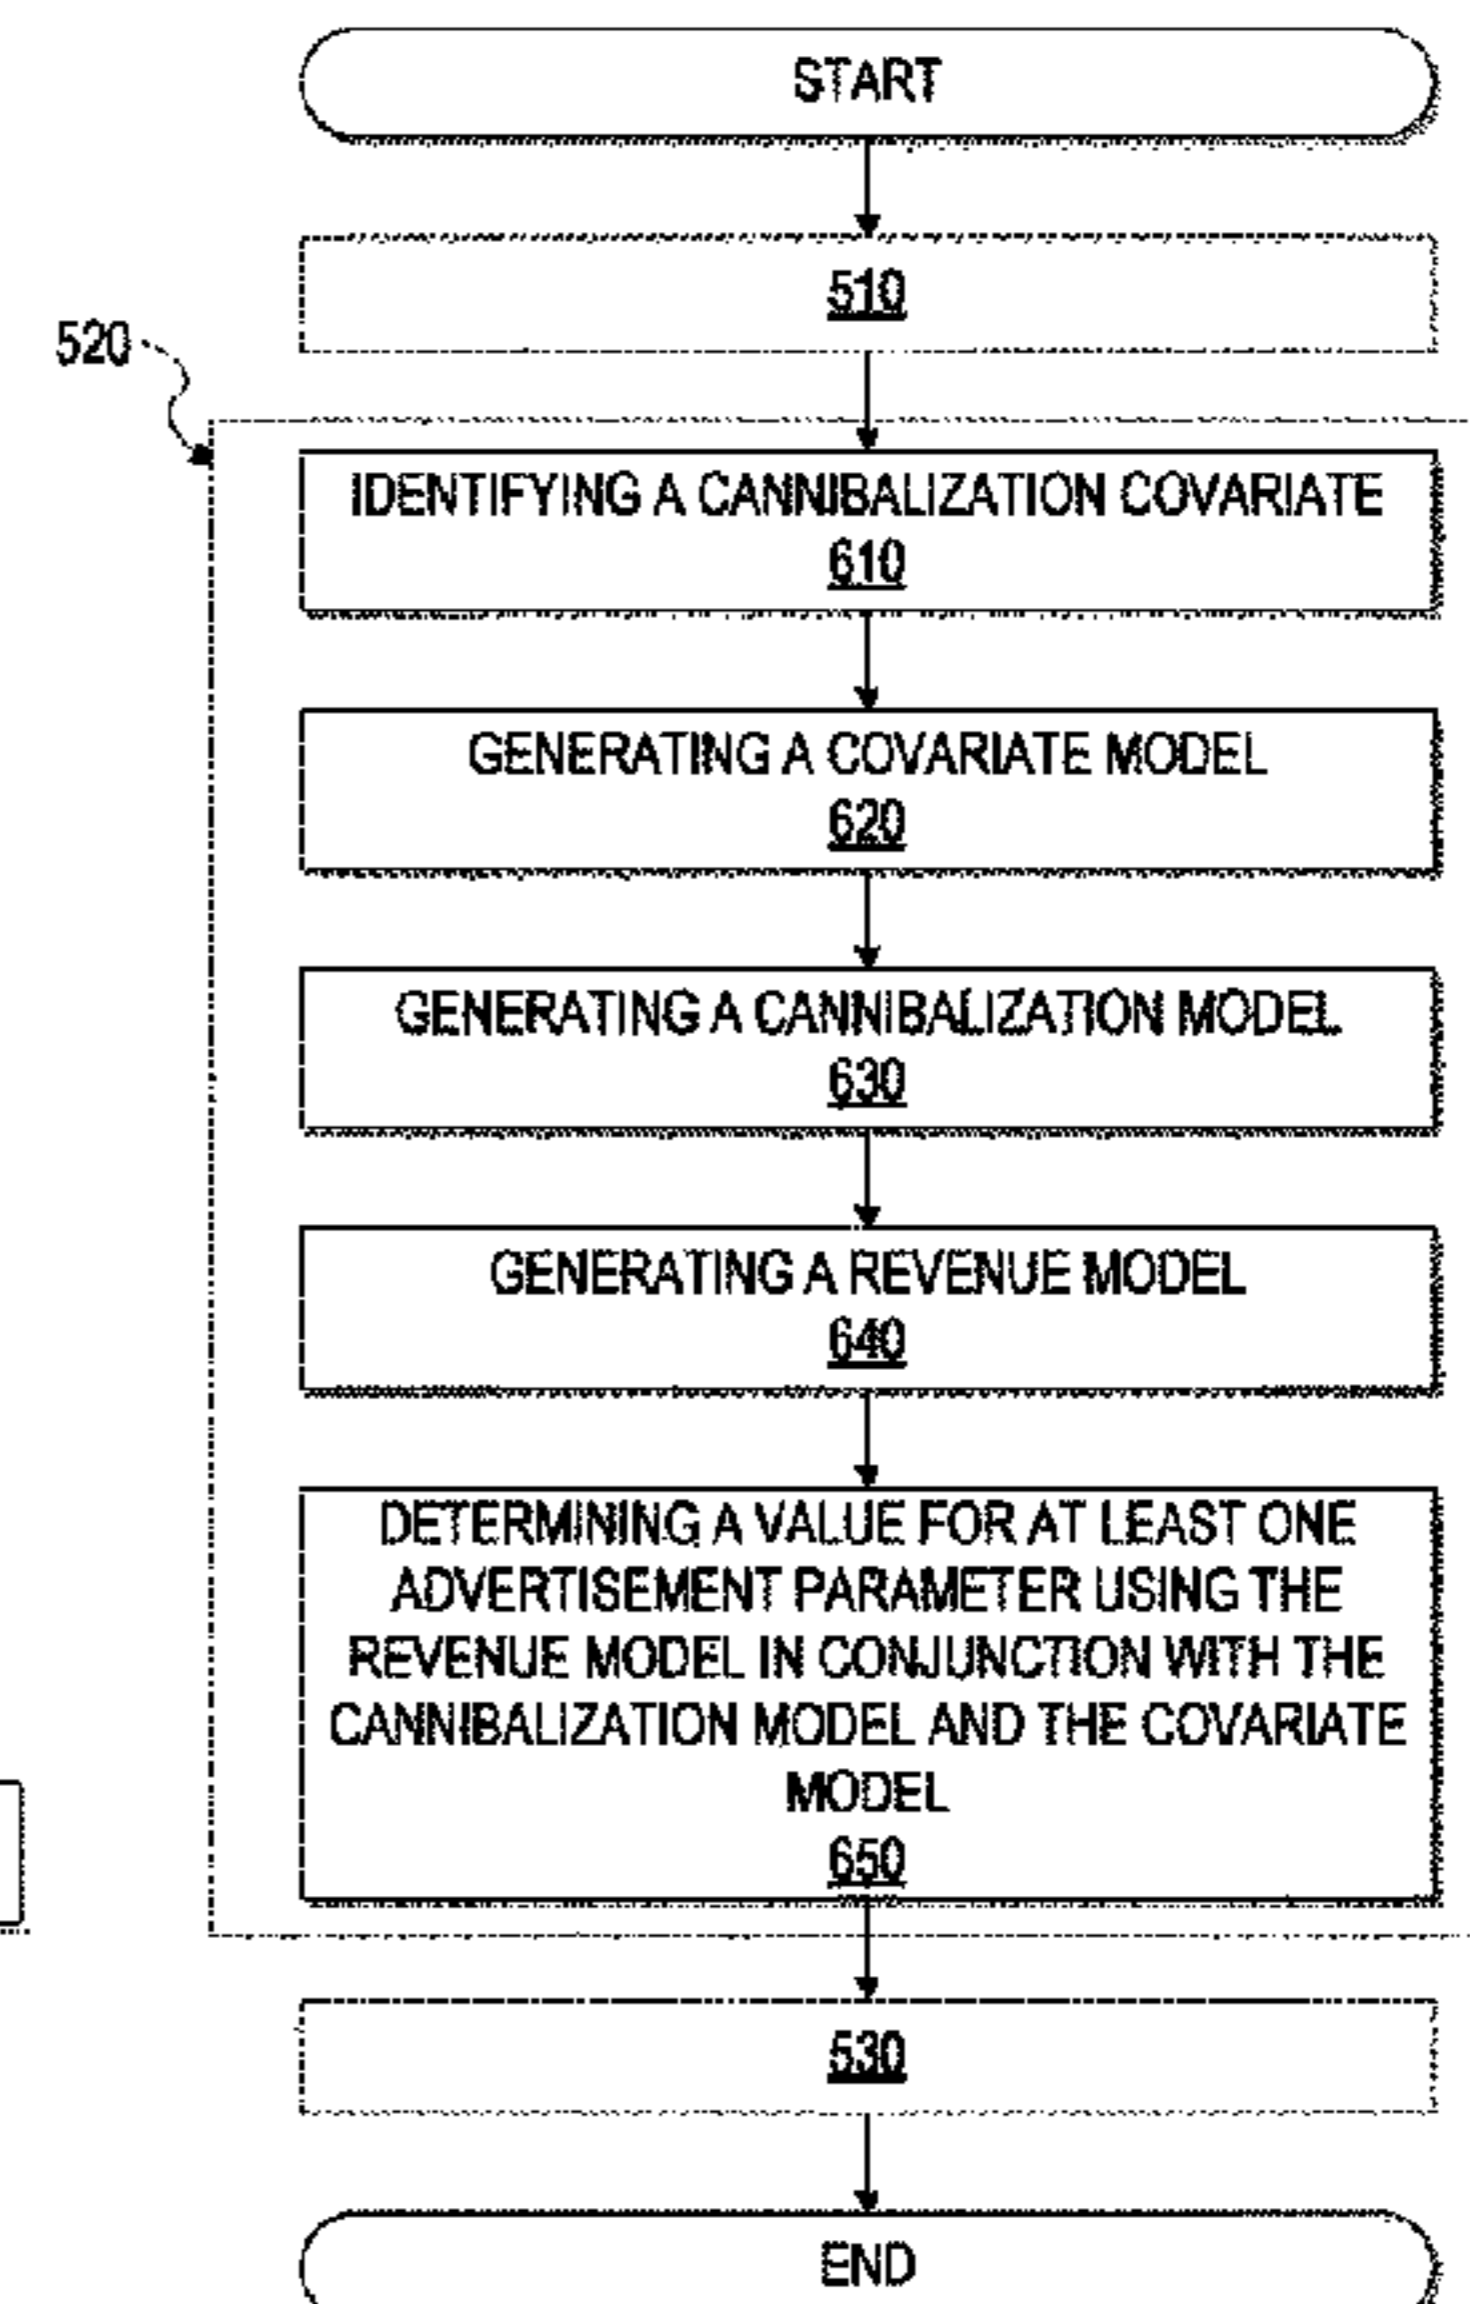 START
510
520
IDENTIFYING A CANNIBALIZATION COVARIATE
610
GENERATING A COVARIATE MODEL
620
GENERATING A CANNIBALIZATION MODEL
630
GENERATING A REVENUE MODEL
640
DETERMINING A VALUE FOR AT LEAST ONE
ADVERTISEMENT PARAMETER USING THE
REVENUE MODEL IN CONJUNCTION WITH THE
CANNIBALIZATION MODEL AND THE COVARIATE
MODEL
650
530
END